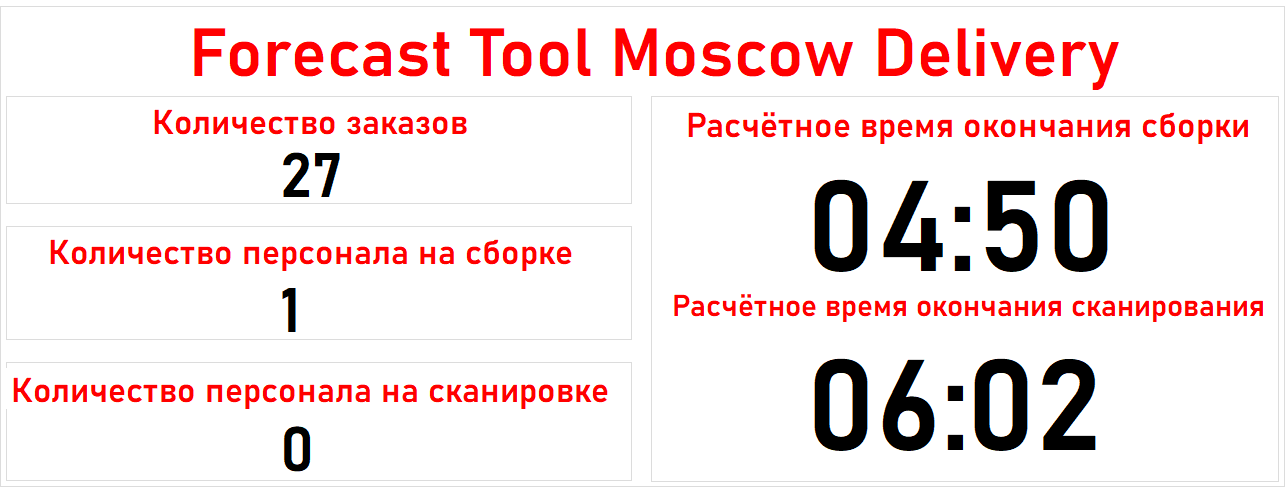 Forecast Tool Moscow Delivery
Количество заказов
27
Количество персонала на сборке
1
Количество персонала на сканировке
0
Расчётное время окончания сборки
04:50
Расчётное время окончания сканирования
06:02